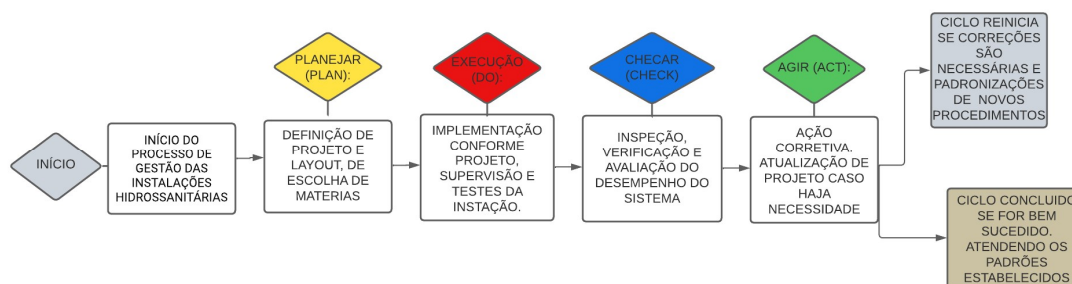 INÍCIO
INÍCIO DO
PROCESSO DE
GESTÃO DAS
INSTALAÇÕES
HIDROSSANITÁRIAS
PLANEJAR
(PLAN):
DEFINIÇÃO DE
PROJETO E
LAYOUT, DE
ESCOLHA DE
MATERIAS
EXECUÇÃO
(DO):
IMPLEMENTAÇÃO
CONFORME
PROJETO,
SUPERVISÃO E
TESTES DA
INSTAÇÃO.
CHECAR
(CHECK)
INSPEÇÃO,
VERIFICAÇÃO E
AVALIAÇÃO DO
DESEMPENHO DO
SISTEMA
AGIR (ACT):
AÇÃO
CORRETIVA.
ATUALIZAÇÃO DE
PROJETO CASO
HAJA
NECESSIDADE
CICLO REINICIA
SE CORREÇÕES
SÃO
NECESSÁRIAS E
PADRONIZAÇÕES
DE NOVOS
PROCEDIMENTOS
CICLO CONCLUIDO
SE FOR BEM
SUCEDIDO.
ATENDENDO OS
PADRÕES
ESTABELECIDOS